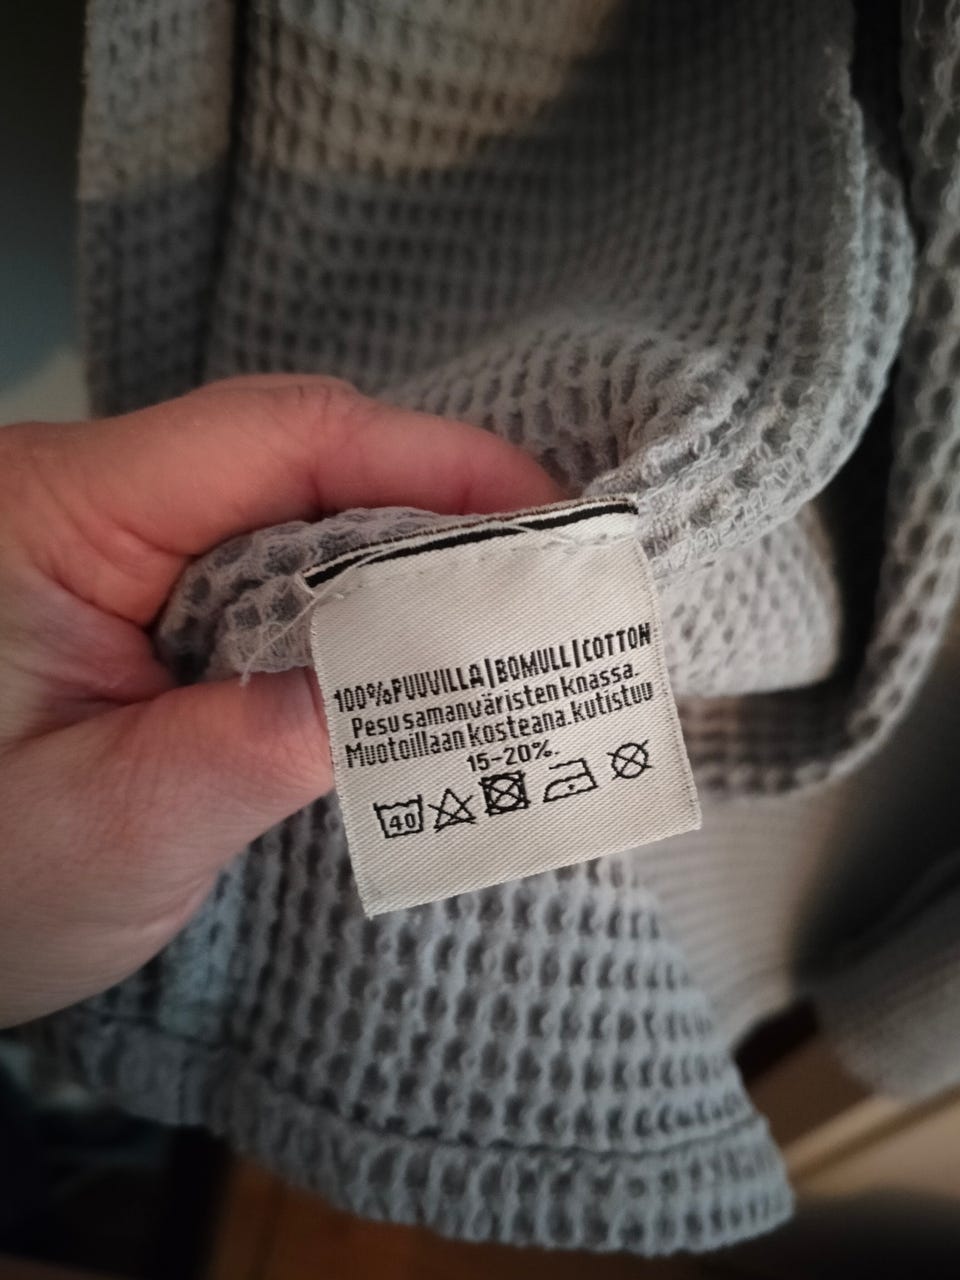 100% PUUVILLA|BOMULL|COTTON
Pesu samanväristen knassa.
Muotoillaan kosteana.kutistuu
15-20%.
40